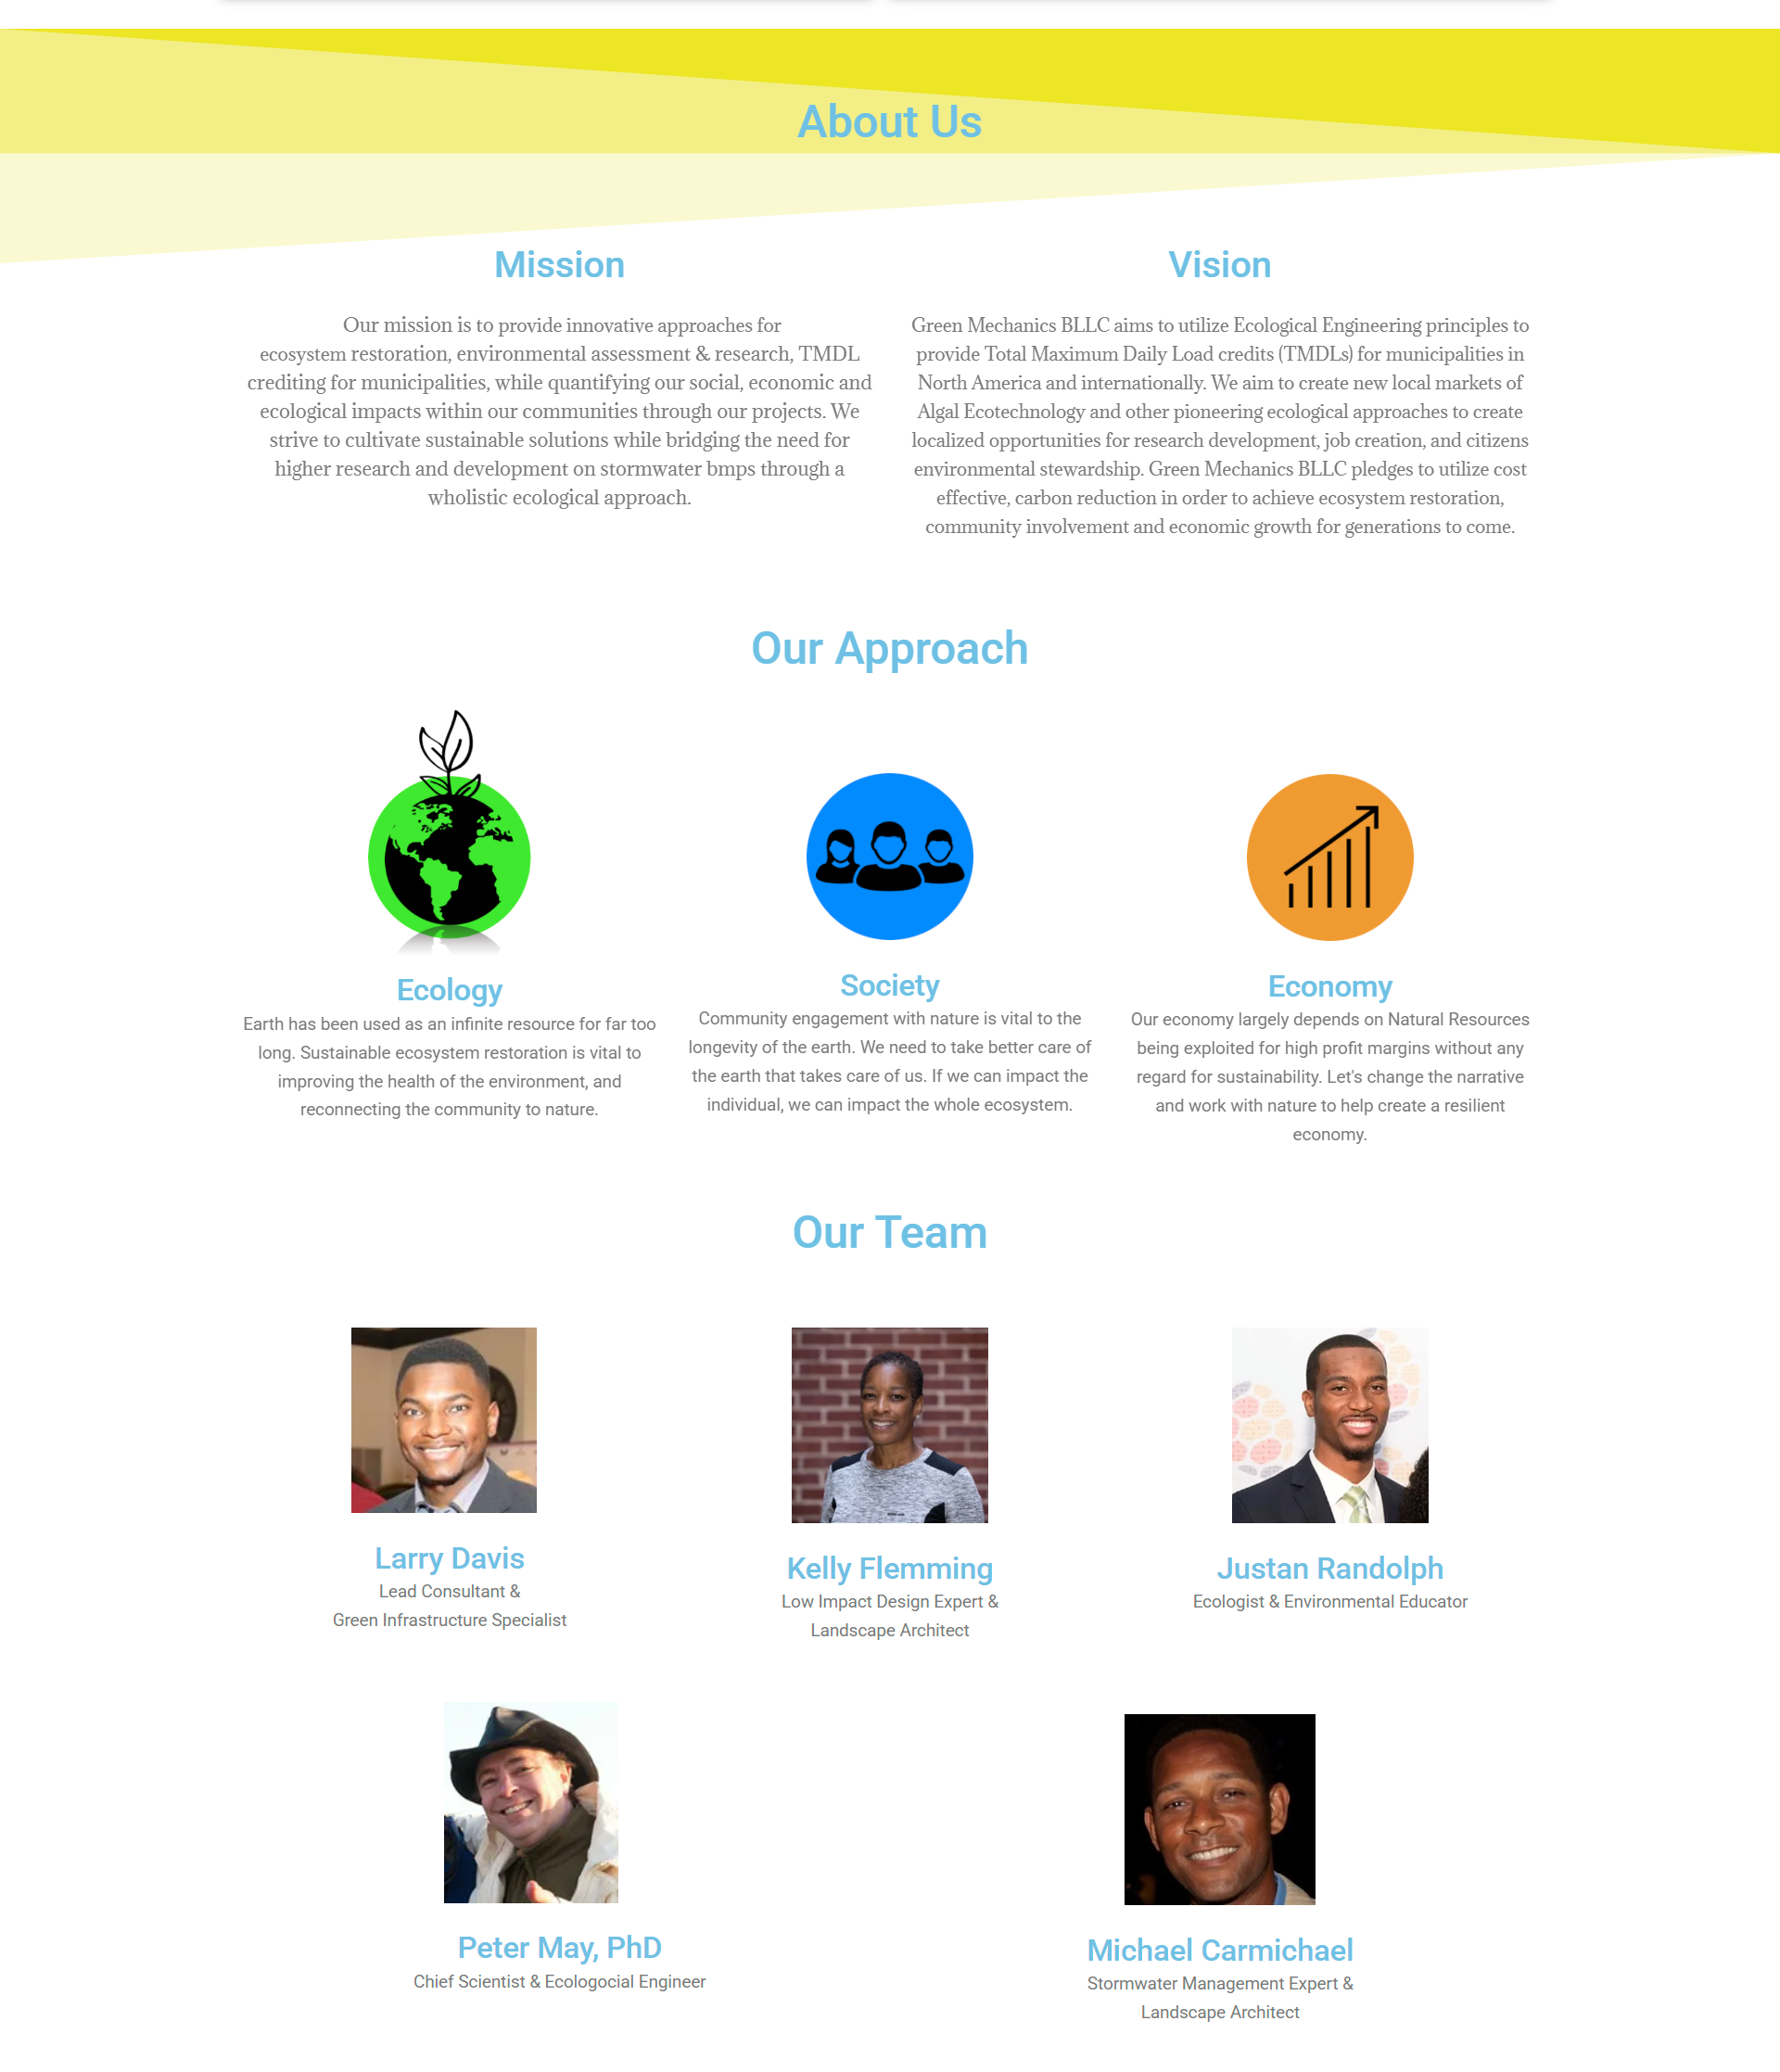 About Us
Mission
Our mission is to provide innovative approaches for
ecosystem restoration, environmental assessment & research, TMDL
crediting for municipalities, while quantifying our social, economic and
ecological impacts within our communities through our projects. We
strive to cultivate sustainable solutions while bridging the need for
higher research and development on stormwater bmps through a
wholistic ecological approach.
Vision
Green Mechanics BLLC aims to utilize Ecological Engineering principles to
provide Total Maximum Daily Load credits (TMDLs) for municipalities in
North America and internationally. We aim to create new local markets of
Algal Ecotechnology and other pioneering ecological approaches to create
localized opportunities for research development, job creation, and citizens
environmental stewardship. Green Mechanics BLLC pledges to utilize cost
effective, carbon reduction in order to achieve ecosystem restoration,
community involvement and economic growth for generations to come.
Our Approach
Ecology
Earth has been used as an infinite resource for far too
long. Sustainable ecosystem restoration is vital to
improving the health of the environment, and
reconnecting the community to nature.
Society
Community engagement with nature is vital to the
longevity of the earth. We need to take better care of
the earth that takes care of us. If we can impact the
individual, we can impact the whole ecosystem.
Economy
Our economy largely depends on Natural Resources
being exploited for high profit margins without any
regard for sustainability. Let's change the narrative
and work with nature to help create a resilient
economy.
Our Team
Larry Davis
Lead Consultant &
Green Infrastructure Specialist
Kelly Flemming
Low Impact Design Expert &
Landscape Architect
Justan Randolph
Ecologist & Environmental Educator
Peter May, PhD
Chief Scientist & Ecologocial Engineer
Michael Carmichael
Stormwater Management Expert &
Landscape Architect